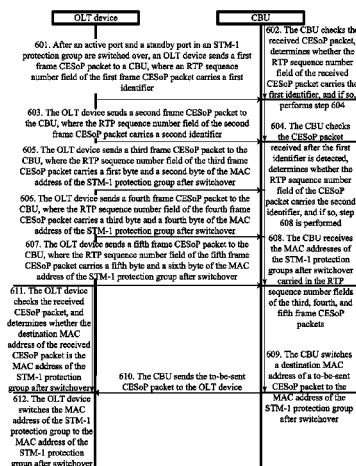 OLT device
CBU
601. After an active port and a standby port in an STM-1
protection group are switched over, an OLT device sends a first
frame CESoP packet to a CBU, where the RTP sequence
number field of the first frame CESoP packet carries a first
identifier
602. The CBU checks the
received CESoP packet,
determines whether the
RTP sequence number
field of the received
CESoP packet carries the
first identifier, and if so,
performs step 604
603. The OLT device sends a second frame CESoP packet to
the CBU, where the RTP sequence number field of the second
frame CESoP packet carries a second identifier
604. The CBU checks
the CESoP packet
received after the first
identifier is detected,
determines whether the
RTP sequence number
field of the CESoP
packet carries the second
identifier, and if so, step
608 is performed
605. The OLT device sends a third frame CESoP packet to the
CBU, where the RTP sequence number field of the third frame
CESoP packet carries a first byte and a second byte of the MAC
address of the STM-1 protection group after switchover
606. The OLT device sends a fourth frame CESoP packet to the
CBU, where the RTP sequence number field of the fourth frame
CESoP packet carries a third byte and a fourth byte of the MAC
address of the STM-1 protection group after switchover
607. The OLT device sends a fifth frame CESoP packet to the
CBU, where the RTP sequence number field of the fifth frame
CESoP packet carries a fifth byte and a sixth byte of the MAC
address of the STM-1 protection group after switchover
608. The CBU receives
the MAC addresses of
the STM-1 protection
groups after switchover
carried in the RTP
sequence number fields
of the third, fourth, and
fifth frame CESoP
packets
609. The CBU switches
a destination MAC
address of a to-be-sent
CESoP packet to the
MAC address of the
STM-1 protection group
after switchover
610. The CBU sends the to-be-sent
CESoP packet to the OLT device
611. The OLT device
checks the received
CESoP packet, and
determines whether the
destination MAC
address of the received
CESoP packet is the
MAC address of the
STM-1 protection
group after switchover
612. The OLT device
switches the MAC
address of the STM-1
protection group to the
MAC address of the
STM-1 protection
group after switchover